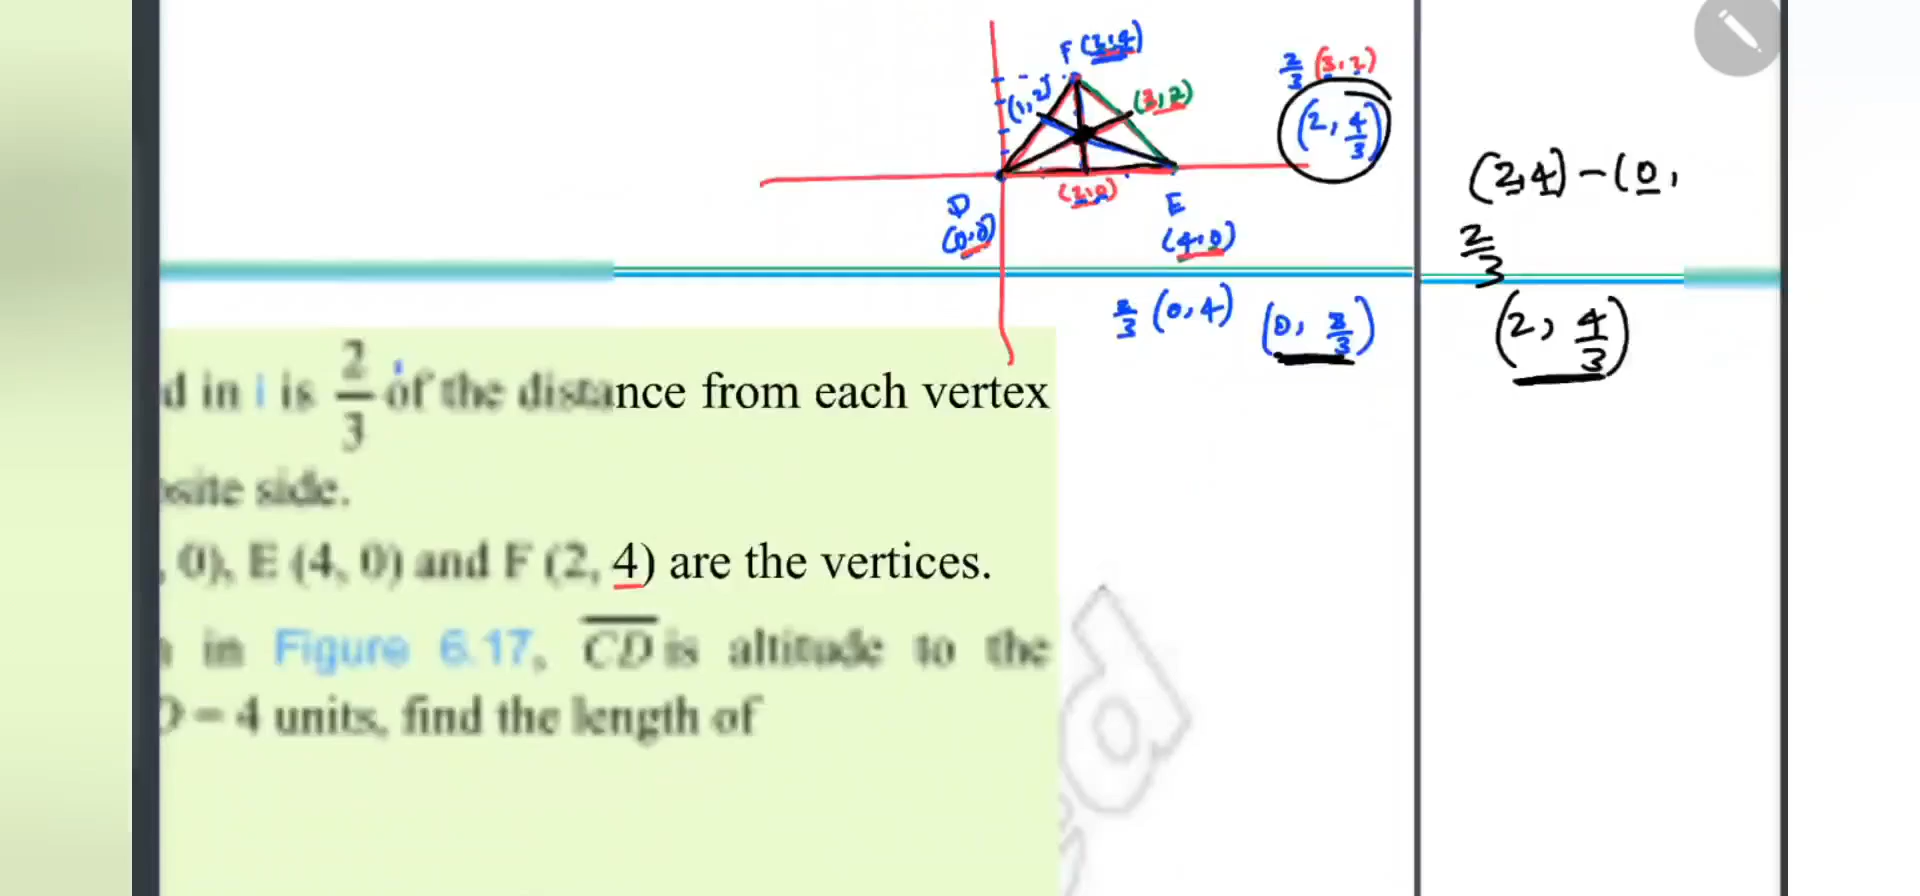 F (2,4)
(1,2)
(3,2)
2/3 (3,2)
(2, 4/3)
(2,0)
D
(0,0)
E
(4,0)
(2,4) - (0,
2/3
2/3 (0,4) (0, 8/3)
(2, 4/3)
d in i is 2/3 of the distance from each vertex
osite side.
, 0), E (4, 0) and F (2, 4) are the vertices.
in Figure 6.17, CD is altitude to the
D = 4 units, find the length of